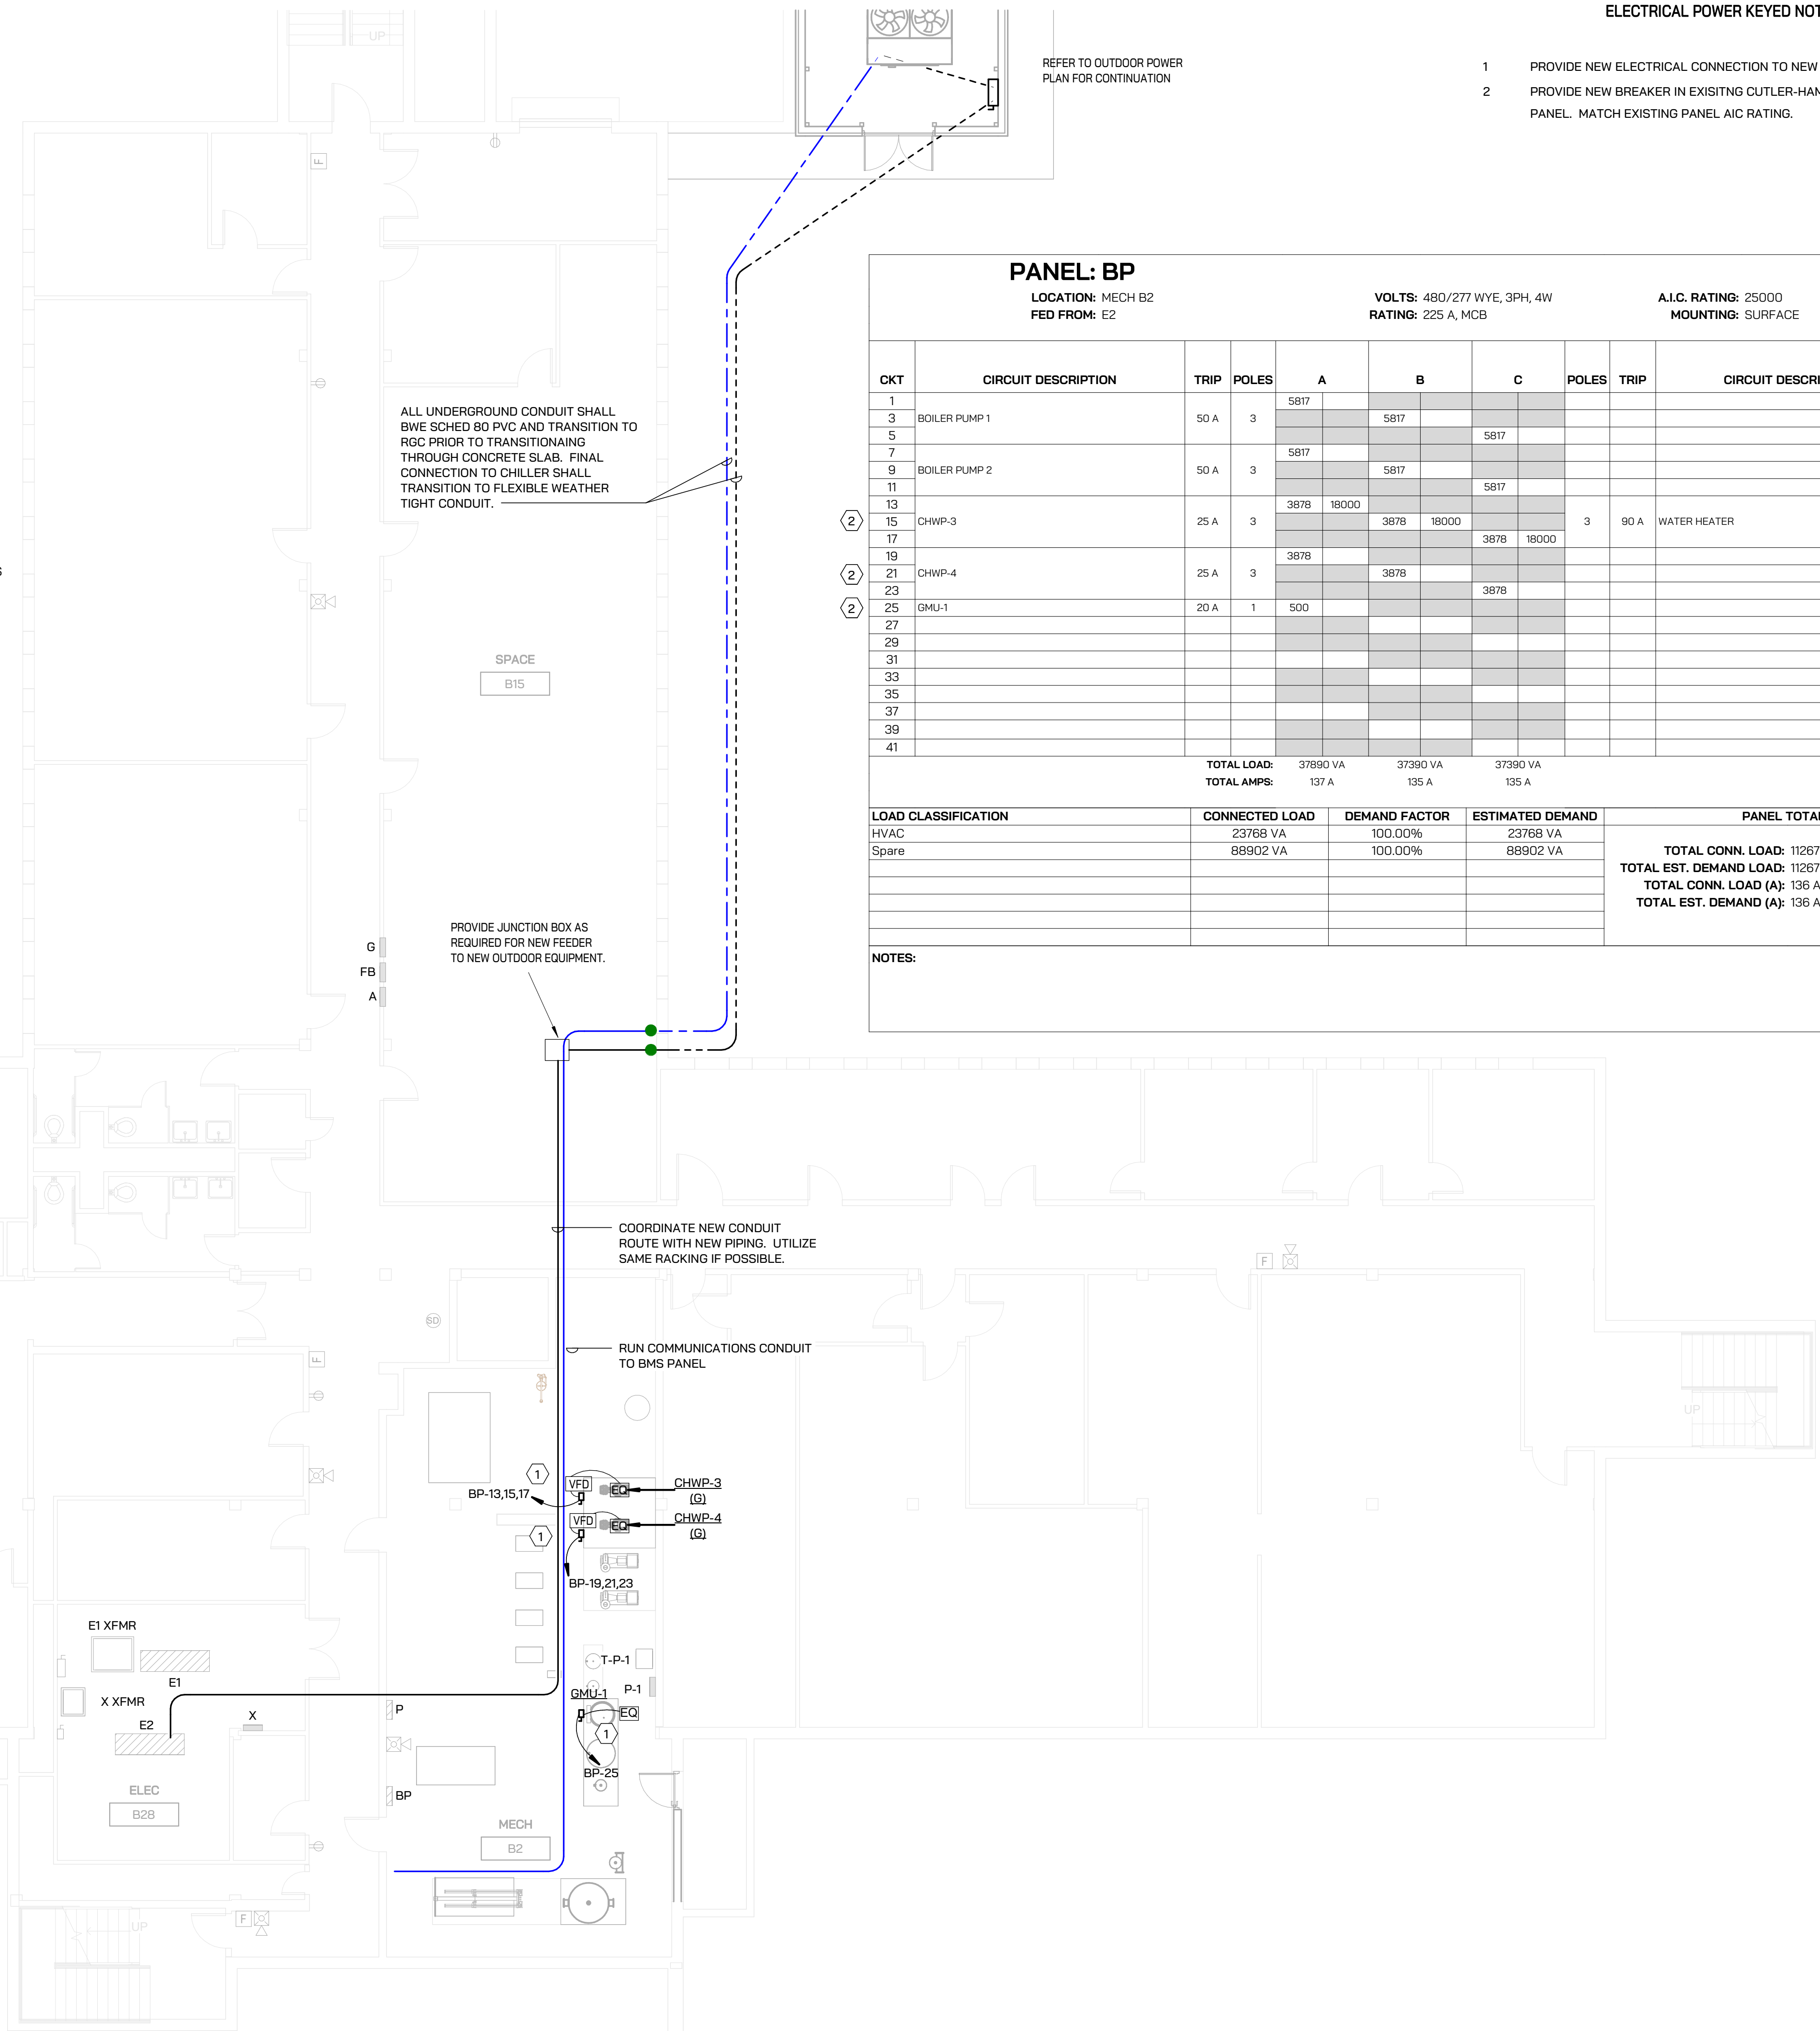 ELECTRICAL POWER KEYED NOT
1 PROVIDE NEW ELECTRICAL CONNECTION TO NEW
2 PROVIDE NEW BREAKER IN EXISITNG CUTLER-HAM
PANEL. MATCH EXISTING PANEL AIC RATING.
UP
REFER TO OUTDOOR POWER
PLAN FOR CONTINUATION
F
PANEL: BP
LOCATION: MECH B2 VOLTS: 480/277 WYE, 3PH, 4W A.I.C. RATING: 25000
FED FROM: E2 RATING: 225 A, MCB MOUNTING: SURFACE
CKT CIRCUIT DESCRIPTION TRIP POLES A B C POLES TRIP CIRCUIT DESCRI
1 5817
3 BOILER PUMP 1 50 A 3 5817
5 5817
7 5817
9 BOILER PUMP 2 50 A 3 5817
11 5817
13 3878 18000
2 15 CHWP-3 25 A 3 3878 18000 3 90 A WATER HEATER
17 3878 18000
19 3878
2 21 CHWP-4 25 A 3 3878
23 3878
2 25 GMU-1 20 A 1 500
27
29
31
33
35
37
39
41
TOTAL LOAD: 37890 VA 37390 VA 37390 VA
TOTAL AMPS: 137 A 135 A 135 A
LOAD CLASSIFICATION CONNECTED LOAD DEMAND FACTOR ESTIMATED DEMAND PANEL TOTAL
HVAC 23768 VA 100.00% 23768 VA
Spare 88902 VA 100.00% 88902 VA TOTAL CONN. LOAD: 11267
TOTAL EST. DEMAND LOAD: 11267
TOTAL CONN. LOAD (A): 136 A
TOTAL EST. DEMAND (A): 136 A
NOTES:
ALL UNDERGROUND CONDUIT SHALL
BWE SCHED 80 PVC AND TRANSITION TO
RGC PRIOR TO TRANSITIONAING
THROUGH CONCRETE SLAB. FINAL
CONNECTION TO CHILLER SHALL
TRANSITION TO FLEXIBLE WEATHER
TIGHT CONDUIT.
S
SPACE
B15
PROVIDE JUNCTION BOX AS
REQUIRED FOR NEW FEEDER
TO NEW OUTDOOR EQUIPMENT.
G
FB
A
COORDINATE NEW CONDUIT
ROUTE WITH NEW PIPING. UTILIZE
SAME RACKING IF POSSIBLE.
F
SD
RUN COMMUNICATIONS CONDUIT
TO BMS PANEL
F
UP
1
VFD
EQ
CHWP-3
(G)
BP-13,15,17
1
VFD
EQ
CHWP-4
(G)
BP-19,21,23
E1 XFMR
E1
X XFMR
E2
X
P
T-P-1
P-1
GMU-1
EQ
1
BP-25
BP
ELEC
B28
MECH
B2
F
UP